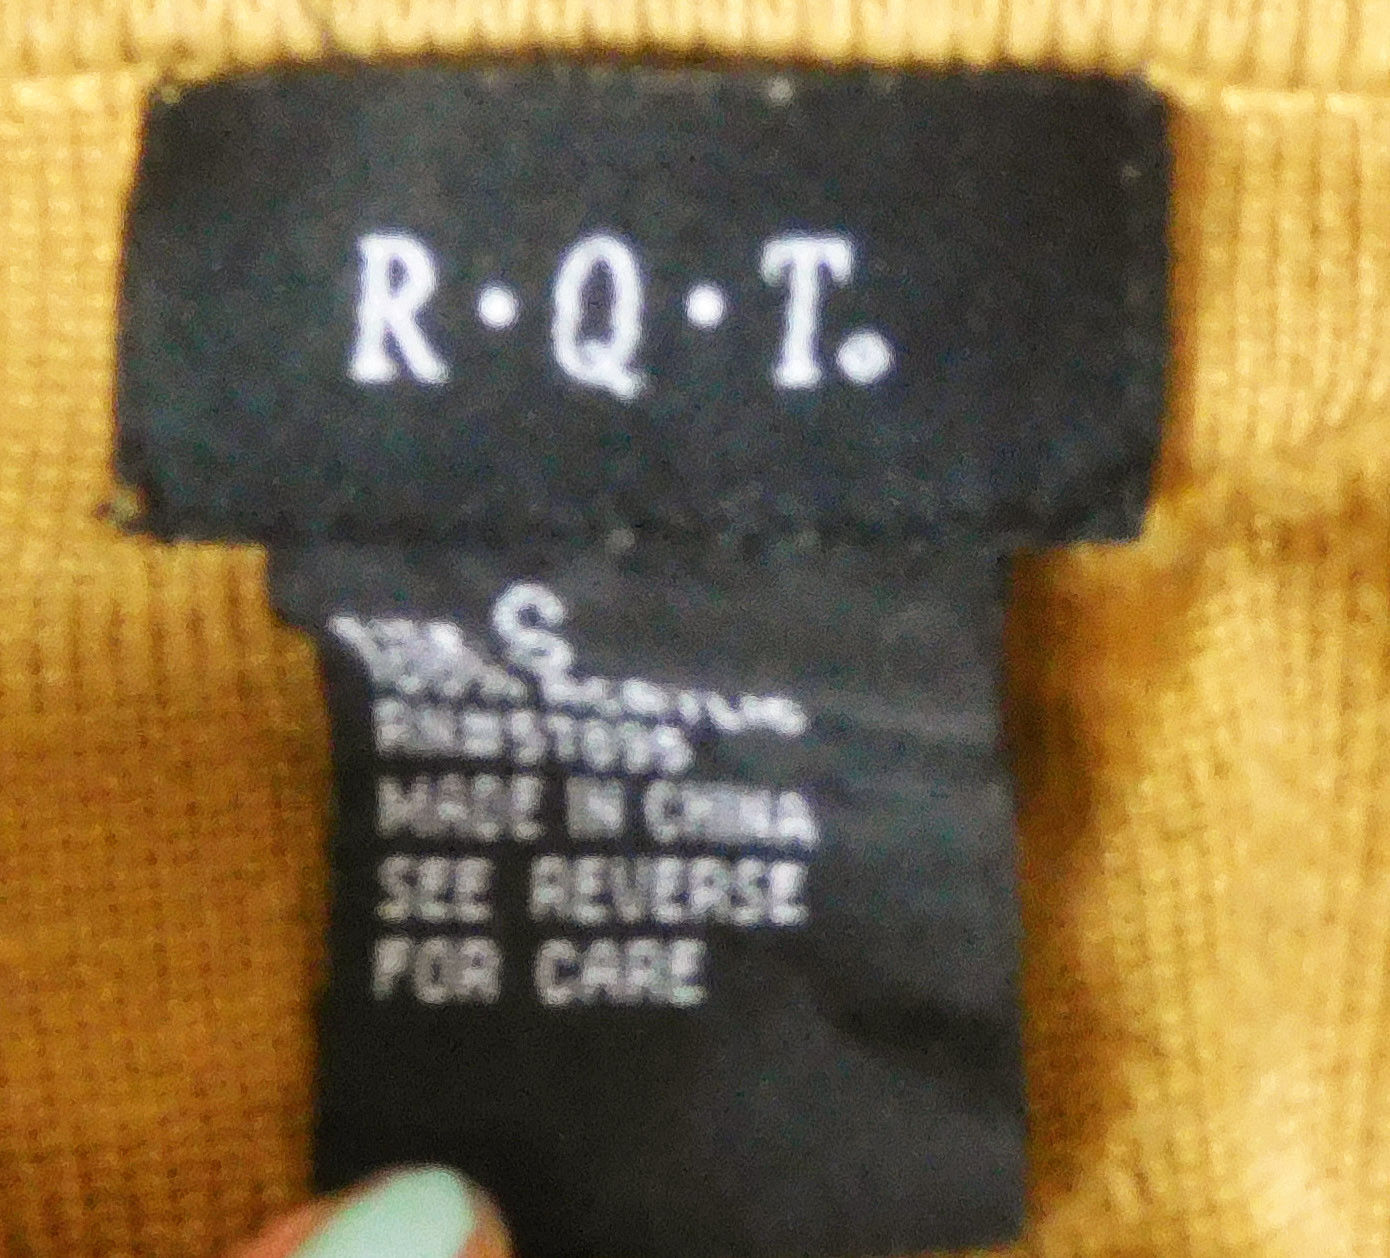 R·Q·T.
S
MADE IN CHINA
SEE REVERSE
FOR CARE